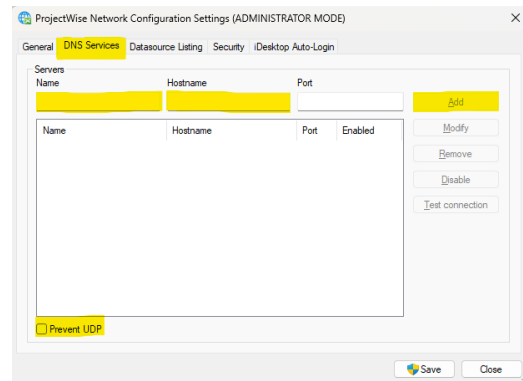 ProjectWise Network Configuration Settings (ADMINISTRATOR MODE)
General DNS Services Datasource Listing Security iDesktop Auto-Login
Servers
Name Hostname Port
Add
Name Hostname Port Enabled
Modify
Remove
Disable
Test connection
Prevent UDP
Save Close